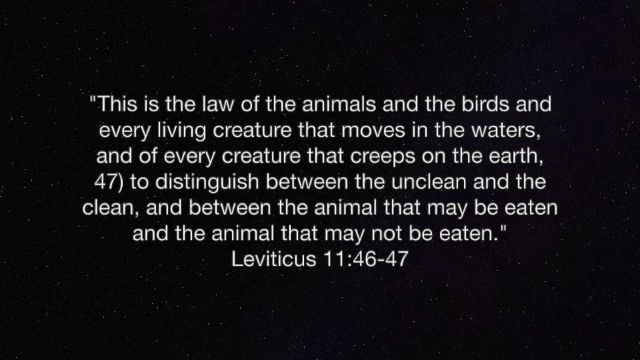 "This is the law of the animals and the birds and
every living creature that moves in the waters,
and of every creature that creeps on the earth,
47) to distinguish between the unclean and the
clean, and between the animal that may be eaten
and the animal that may not be eaten."
Leviticus 11:46-47